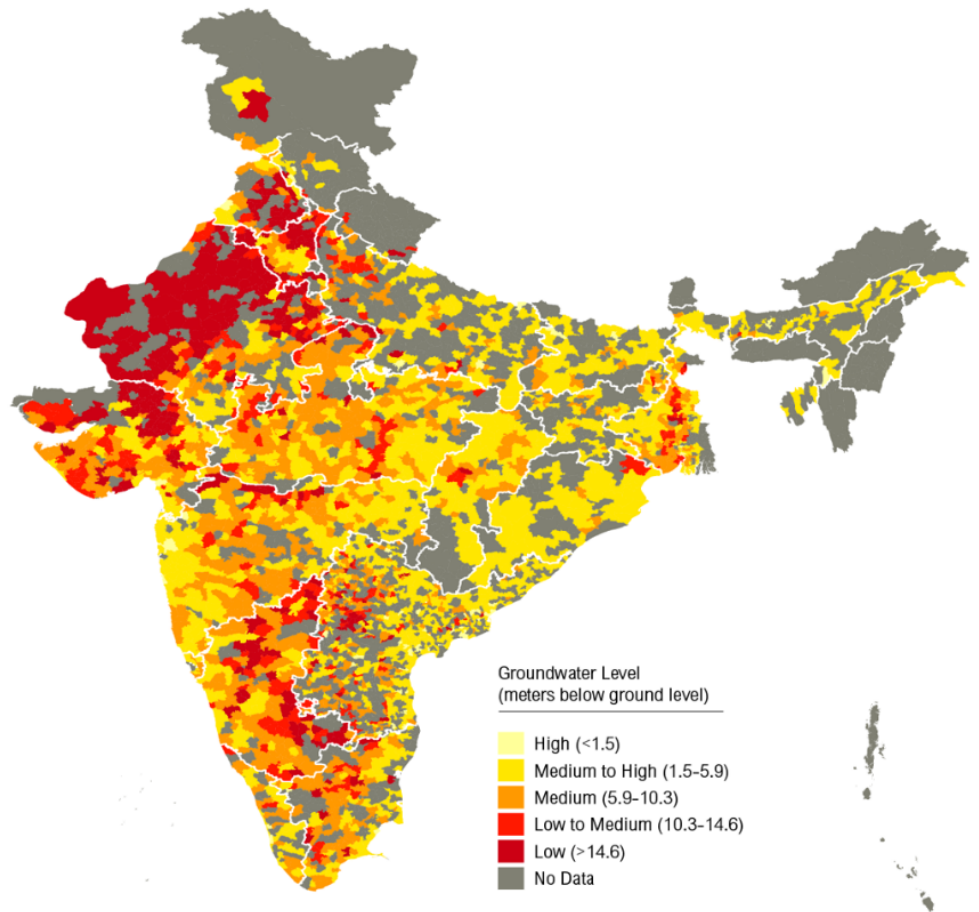 Groundwater Level
(meters below ground level)
High (<1.5)
Medium to High (1.5–5.9)
Medium (5.9–10.3)
Low to Medium (10.3–14.6)
Low (>14.6)
No Data